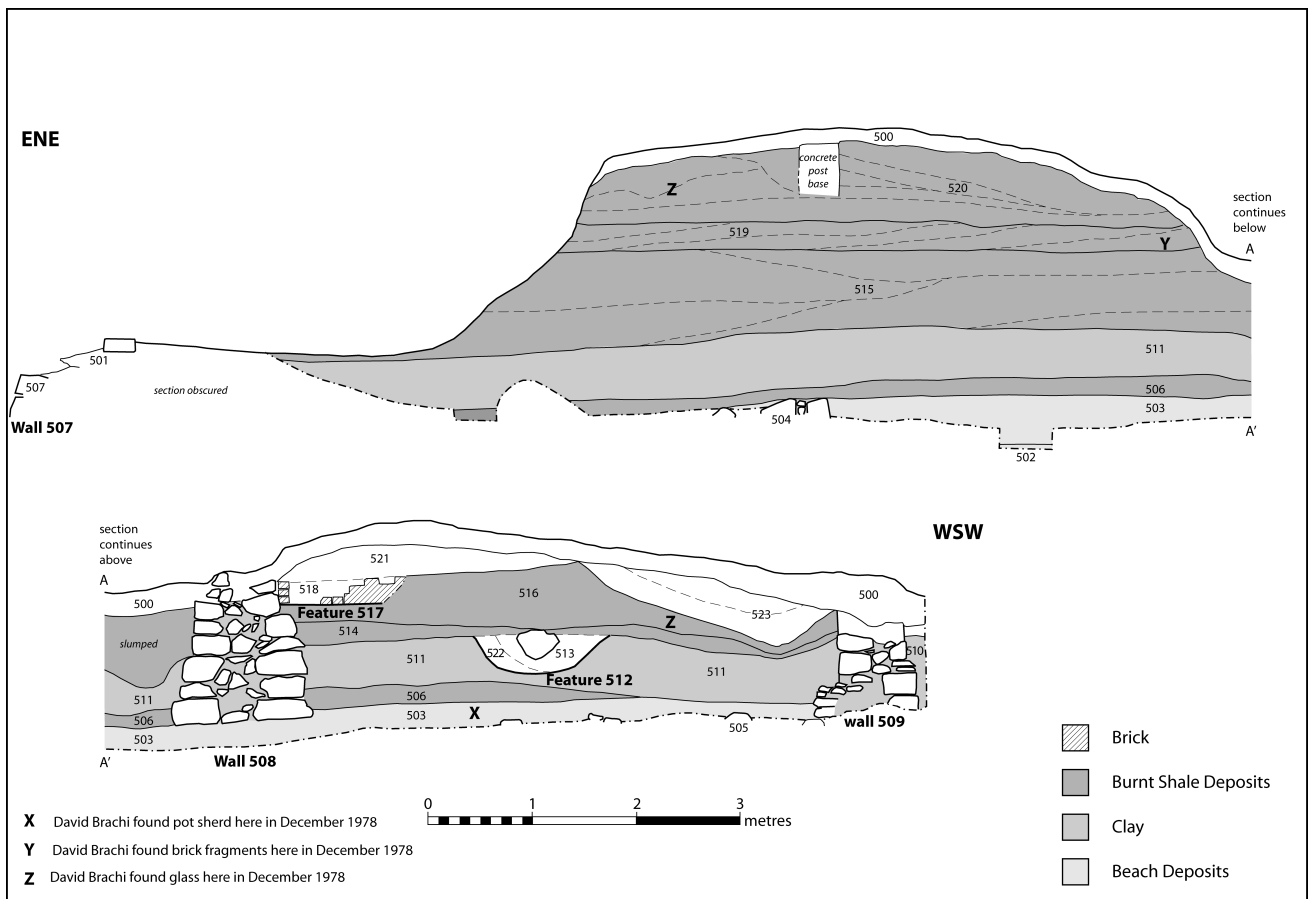 ENE
500
concrete
post
base
Z
520
section
continues
below
519
Y
A
515
501
511
507
section obscured
506
503
504
Wall 507
A'
502
section
continues
above
WSW
521
A
518
516
500
500
Feature 517
523
Z
514
slumped
522
513
510
511
511
Feature 512
511
506
506
503
X
wall 509
503
505
A'
Wall 508
Brick
Burnt Shale Deposits
Clay
Beach Deposits
0 1 2 3
metres
X David Brachi found pot sherd here in December 1978
Y David Brachi found brick fragments here in December 1978
Z David Brachi found glass here in December 1978